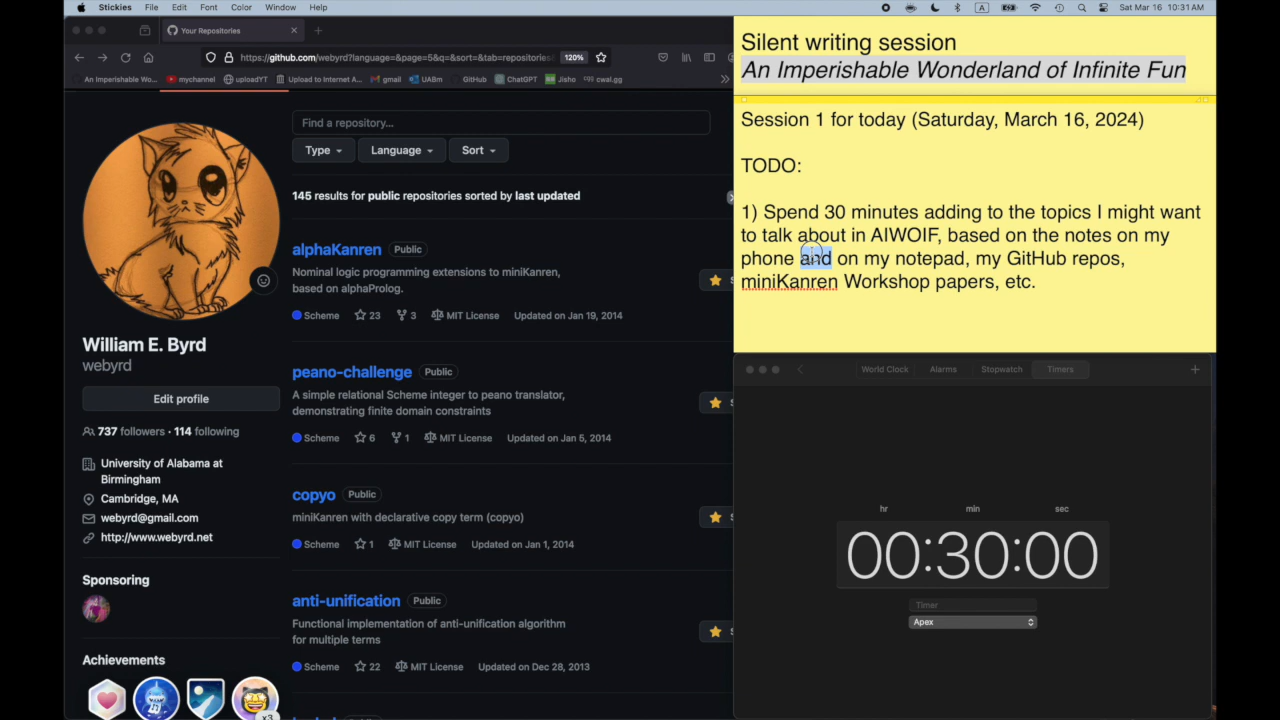 Stickies File Edit Font Color Window Help
Sat Mar 16 10:31 AM
Your Repositories
https://github.com/webyrd?language=&page=5&q=&sort=&tab=repositories
120%
An Imperishable Wo... mychannel uploadYT Upload to Internet A... gmail UABm GitHub ChatGPT Jisho cwal.gg
Find a repository...
Type Language Sort
145 results for public repositories sorted by last updated
alphaKanren Public
Nominal logic programming extensions to miniKanren,
based on alphaProlog.
Scheme 23 3 MIT License Updated on Jan 19, 2014
peano-challenge Public
A simple relational Scheme integer to peano translator,
demonstrating finite domain constraints
Scheme 6 1 MIT License Updated on Jan 5, 2014
copyo Public
miniKanren with declarative copy term (copyo)
Scheme 1 MIT License Updated on Jan 1, 2014
anti-unification Public
Functional implementation of anti-unification algorithm
for multiple terms
Scheme 22 MIT License Updated on Dec 28, 2013
William E. Byrd
webyrd
Edit profile
737 followers · 114 following
University of Alabama at
Birmingham
Cambridge, MA
webyrd@gmail.com
http://www.webyrd.net
Sponsoring
Achievements
x3
Silent writing session
An Imperishable Wonderland of Infinite Fun
Session 1 for today (Saturday, March 16, 2024)
TODO:
1) Spend 30 minutes adding to the topics I might want
to talk about in AIWOIF, based on the notes on my
phone and on my notepad, my GitHub repos,
miniKanren Workshop papers, etc.
World Clock Alarms Stopwatch Timers
hr min sec
00:30:00
Timer
Apex